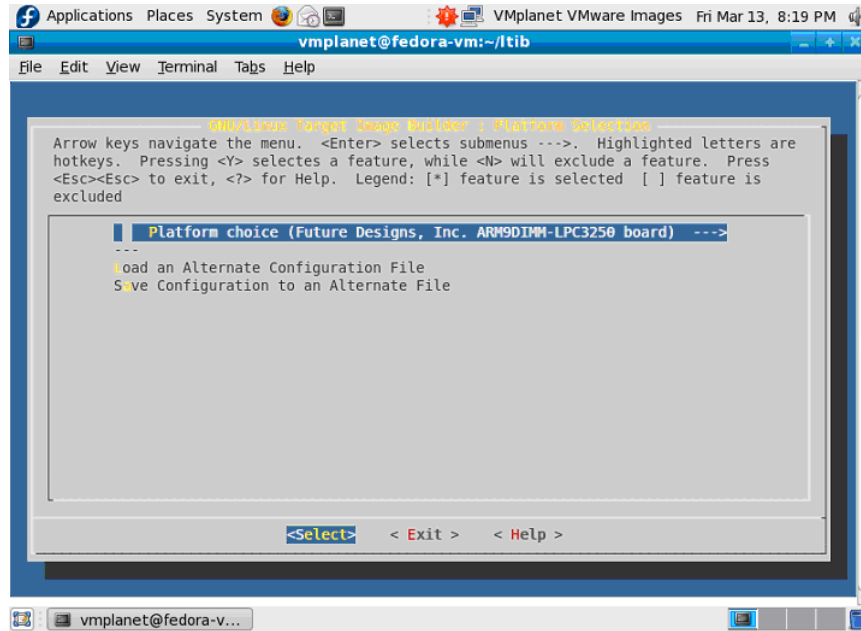 Applications Places System VMplanet VMware Images Fri Mar 13, 8:19 PM
vmplanet@fedora-vm:~/ltib
File Edit View Terminal Tabs Help
GNU/Linux Target Image Builder : Platform Selection
Arrow keys navigate the menu. <Enter> selects submenus --->. Highlighted letters are
hotkeys. Pressing <Y> selectes a feature, while <N> will exclude a feature. Press
<Esc><Esc> to exit, <?> for Help. Legend: [*] feature is selected [ ] feature is
excluded
Platform choice (Future Designs, Inc. ARM9DIMM-LPC3250 board) --->
---
Load an Alternate Configuration File
Save Configuration to an Alternate File
<Select> < Exit > < Help >
vmplanet@fedora-v...